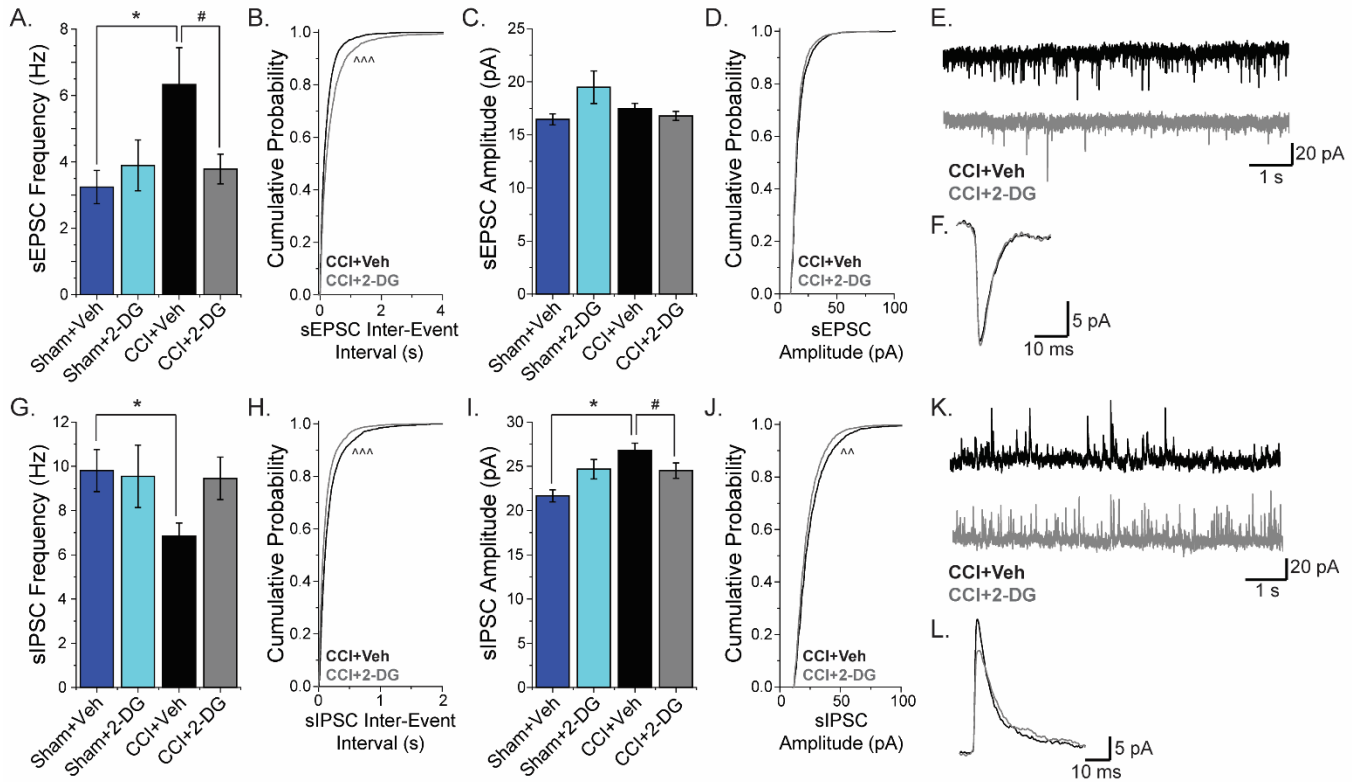 A.
*
#
sEPSC Frequency (Hz)
8
6
4
2
0
Sham+Veh
Sham+2-DG
CCI+Veh
CCI+2-DG
B.
Cumulative Probability
1.0
0.8
0.6
0.4
0.2
0.0
^^^
CCI+Veh
CCI+2-DG
0
2
4
sEPSC Inter-Event
Interval (s)
C.
sEPSC Amplitude (pA)
25
20
15
10
5
0
Sham+Veh
Sham+2-DG
CCI+Veh
CCI+2-DG
D.
Cumulative Probability
1.0
0.8
0.6
0.4
0.2
0.0
CCI+Veh
CCI+2-DG
0
50
100
sEPSC
Amplitude (pA)
E.
20 pA
1 s
CCI+Veh
CCI+2-DG
F.
5 pA
10 ms
G.
*
sIPSC Frequency (Hz)
12
10
8
6
4
2
0
Sham+Veh
Sham+2-DG
CCI+Veh
CCI+2-DG
H.
Cumulative Probability
1.0
0.8
0.6
0.4
0.2
0.0
^^^
CCI+Veh
CCI+2-DG
0
1
2
sIPSC Inter-Event
Interval (s)
I.
*
#
sIPSC Amplitude (pA)
30
25
20
15
10
5
0
Sham+Veh
Sham+2-DG
CCI+Veh
CCI+2-DG
J.
Cumulative Probability
1.0
0.8
0.6
0.4
0.2
0.0
^^
CCI+Veh
CCI+2-DG
0
50
100
sIPSC
Amplitude (pA)
K.
20 pA
1 s
CCI+Veh
CCI+2-DG
L.
5 pA
10 ms